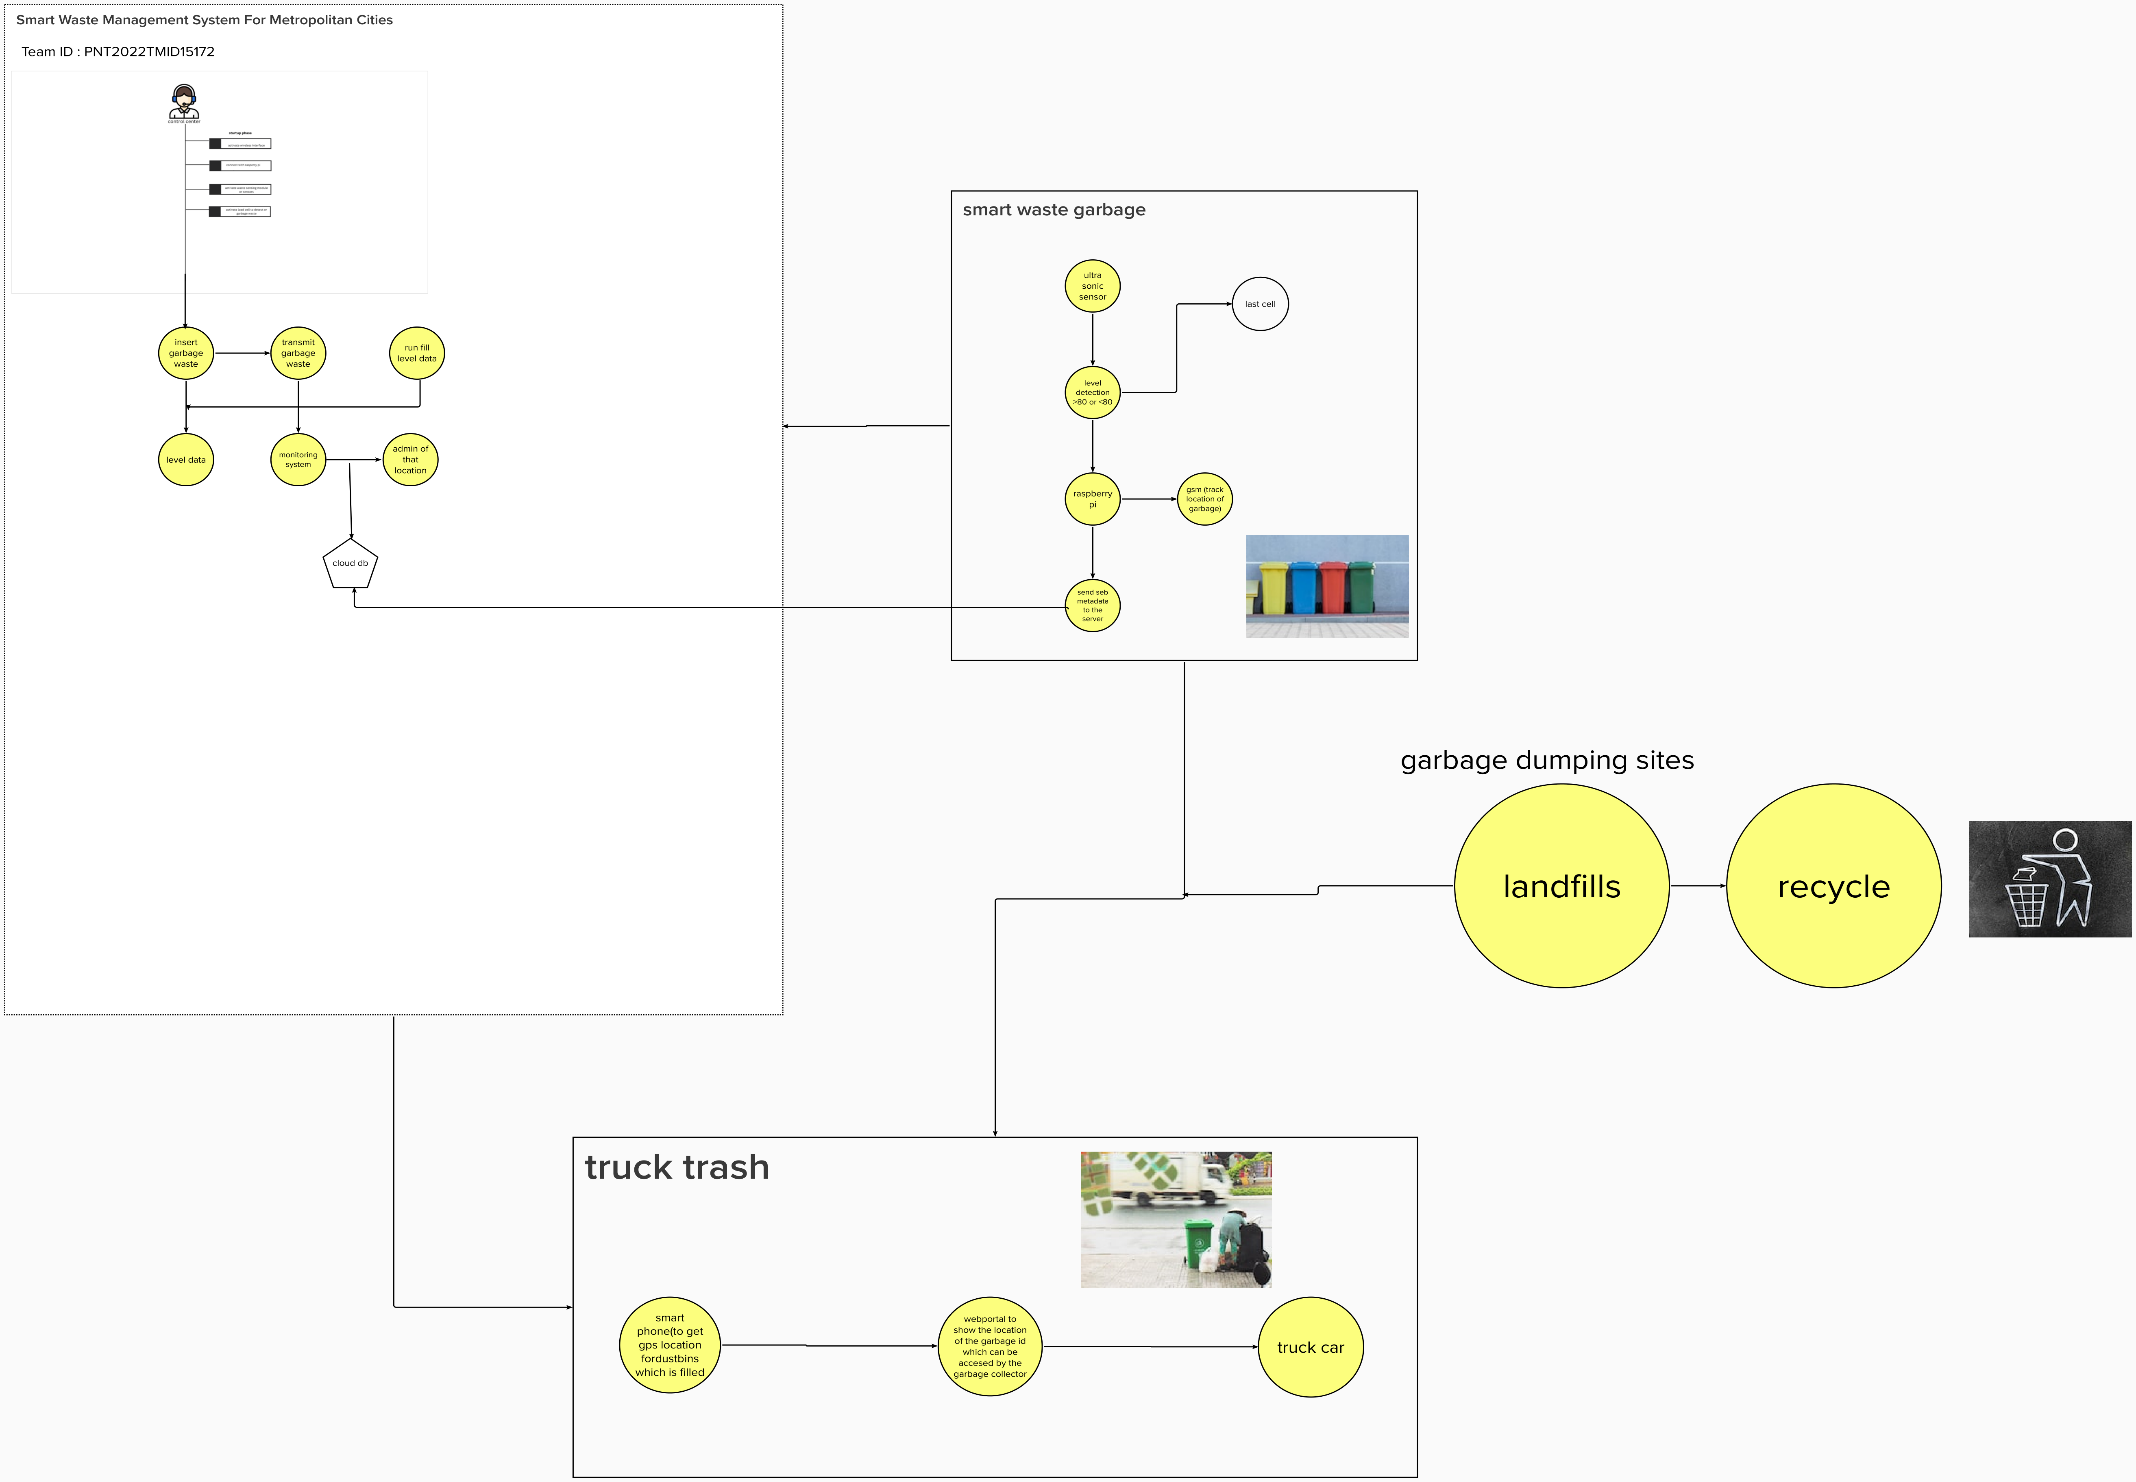 Smart Waste Management System For Metropolitan Cities
Team ID : PNT2022TMID15172
control center
startup phase
insert
garbage
waste
transmit
garbage
waste
run fill
level data
level data
monitoring
system
admin of
that
location
cloud db
smart waste garbage
ultra
sonic
sensor
last cell
level
detection
>80 or <80
raspberry
pi
gsm (track
location of
garbage)
send seb
metadata
to the
server
garbage dumping sites
landfills
recycle
truck trash
smart
phone(to get
gps location
fordustbins
which is filled
webportal to
show the location
of the garbage id
which can be
accesed by the
garbage collector
truck car